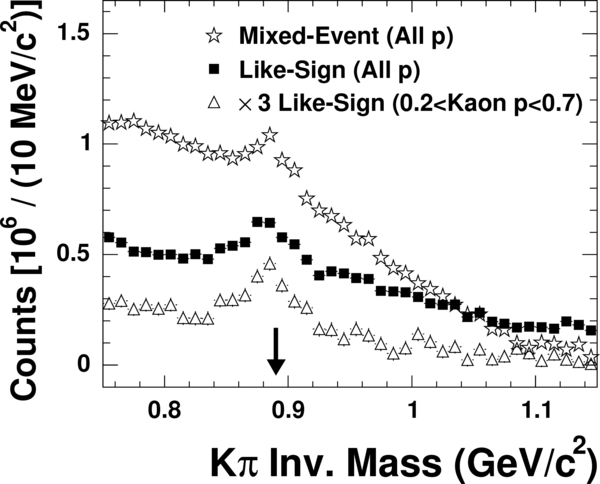 Counts [10⁶ / (10 MeV/c²)]
1.5
1
0.5
0
☆ Mixed-Event (All p)
■ Like-Sign (All p)
△ × 3 Like-Sign (0.2<Kaon p<0.7)
0.8 0.9 1 1.1
Kπ Inv. Mass (GeV/c²)